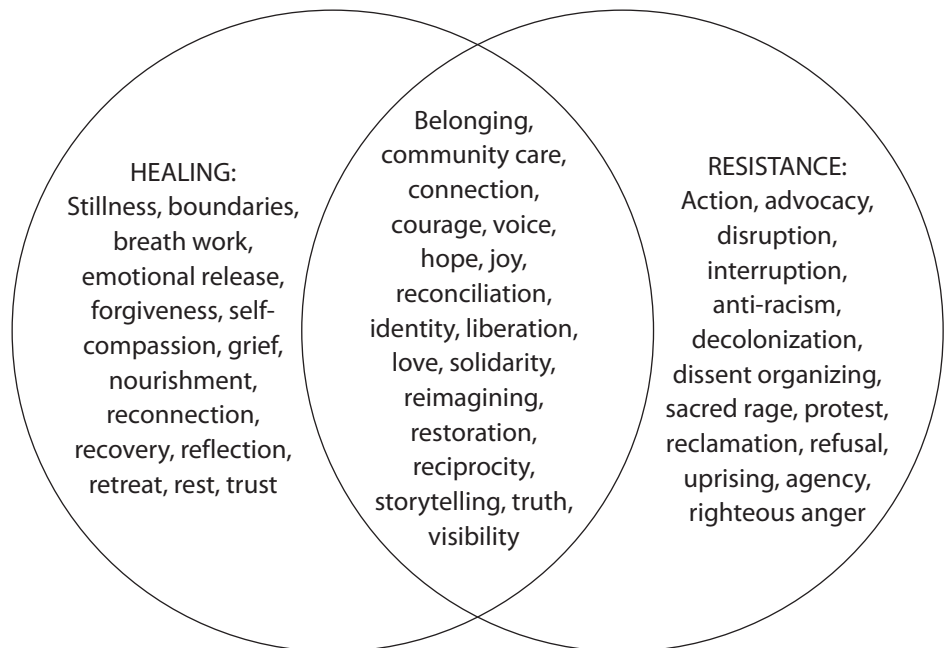 HEALING:
Stillness, boundaries,
breath work,
emotional release,
forgiveness, self-
compassion, grief,
nourishment,
reconnection,
recovery, reflection,
retreat, rest, trust
Belonging,
community care,
connection,
courage, voice,
hope, joy,
reconciliation,
identity, liberation,
love, solidarity,
reimagining,
restoration,
reciprocity,
storytelling, truth,
visibility
RESISTANCE:
Action, advocacy,
disruption,
interruption,
anti-racism,
decolonization,
dissent organizing,
sacred rage, protest,
reclamation, refusal,
uprising, agency,
righteous anger